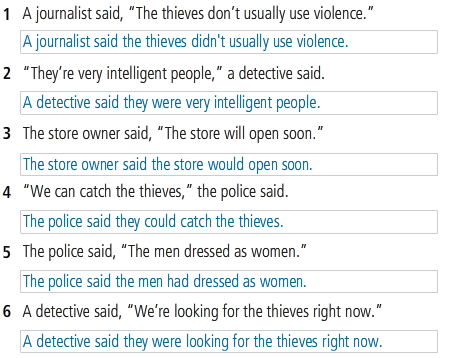 1 A journalist said, “The thieves don’t usually use violence.”
A journalist said the thieves didn't usually use violence.
2 “They’re very intelligent people,” a detective said.
A detective said they were very intelligent people.
3 The store owner said, “The store will open soon.”
The store owner said the store would open soon.
4 “We can catch the thieves,” the police said.
The police said they could catch the thieves.
5 The police said, “The men dressed as women.”
The police said the men had dressed as women.
6 A detective said, “We’re looking for the thieves right now.”
A detective said they were looking for the thieves right now.